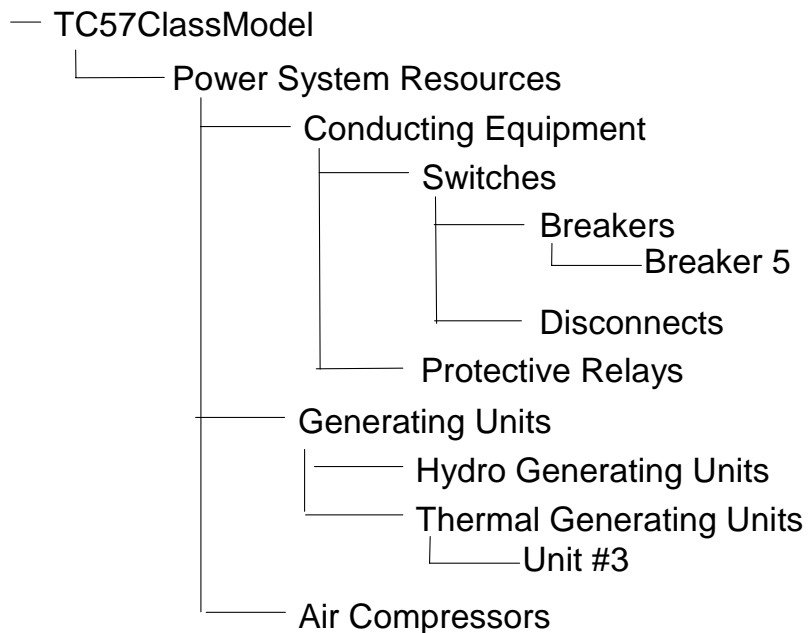 TC57ClassModel
Power System Resources
Conducting Equipment
Switches
Breakers
Breaker 5
Disconnects
Protective Relays
Generating Units
Hydro Generating Units
Thermal Generating Units
Unit #3
Air Compressors